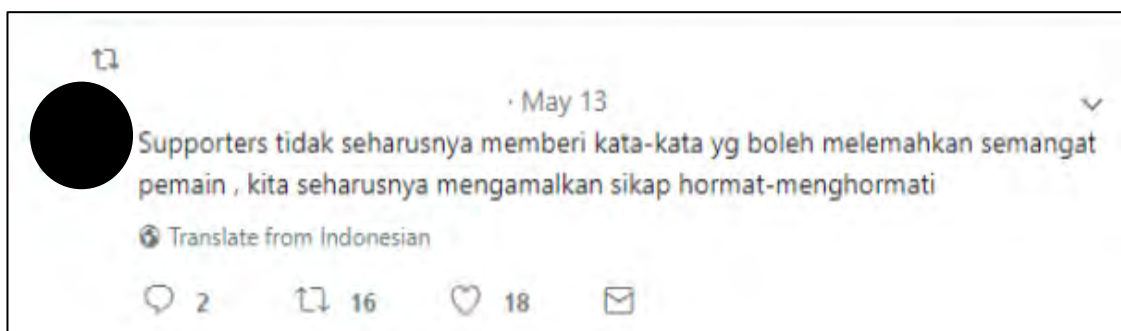 · May 13
Supporters tidak seharusnya memberi kata-kata yg boleh melemahkan semangat
pemain , kita seharusnya mengamalkan sikap hormat-menghormati
Translate from Indonesian
2 16 18